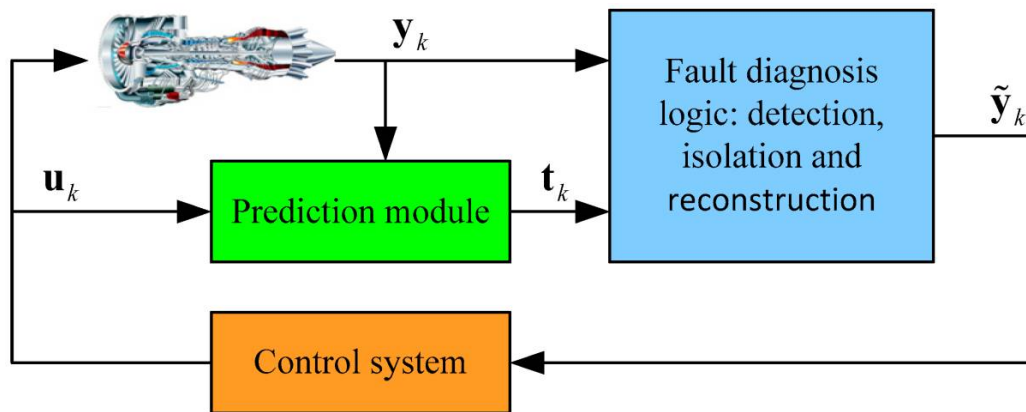 y_k
Fault diagnosis
logic: detection,
isolation and
reconstruction
ỹ_k
u_k
Prediction module
t_k
Control system